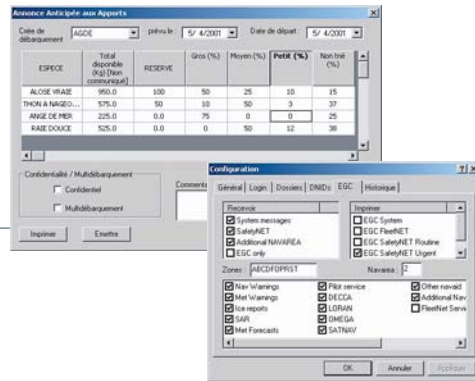 Annonce Anticipée aux Apports
Criée de débarquement AGDE prévu le : 5/ 4/2001 Date de départ : 5/ 4/2001
ESPECE Total disponible (Kg) [Non communiqué] RESERVE Gros (%) Moyen (%) Petit (%) Non trié (%)
ALOSE VRAIE 950.0 100 50 25 10 15
THON A NAGEO... 575.0 50 10 50 3 37
ANGE DE MER 225.0 0.0 75 0 0 25
RAIE DOUCE 525.0 0.0 0 50 12 38
Confidentialité / Multidébarquement
Confidentiel
Multidébarquement
Commenta
Imprimer Emettre
Configuration
Général Login Dossiers DNIDs EGC Historique
Recevoir Imprimer
System messages EGC System
SafetyNET EGC FleetNET
Additional NAVAREA EGC SafetyNET Routine
EGC only EGC SafetyNET Urgent
Zones : ABCDFOPRST Navarea : 2
Nav Warnings Pilot service Other navaid
Met Warnings DECCA Additional Nav
Ice reports LORAN FleetNet Servi
SAR OMEGA
Met Forecasts SATNAV
OK Annuler Appliquer